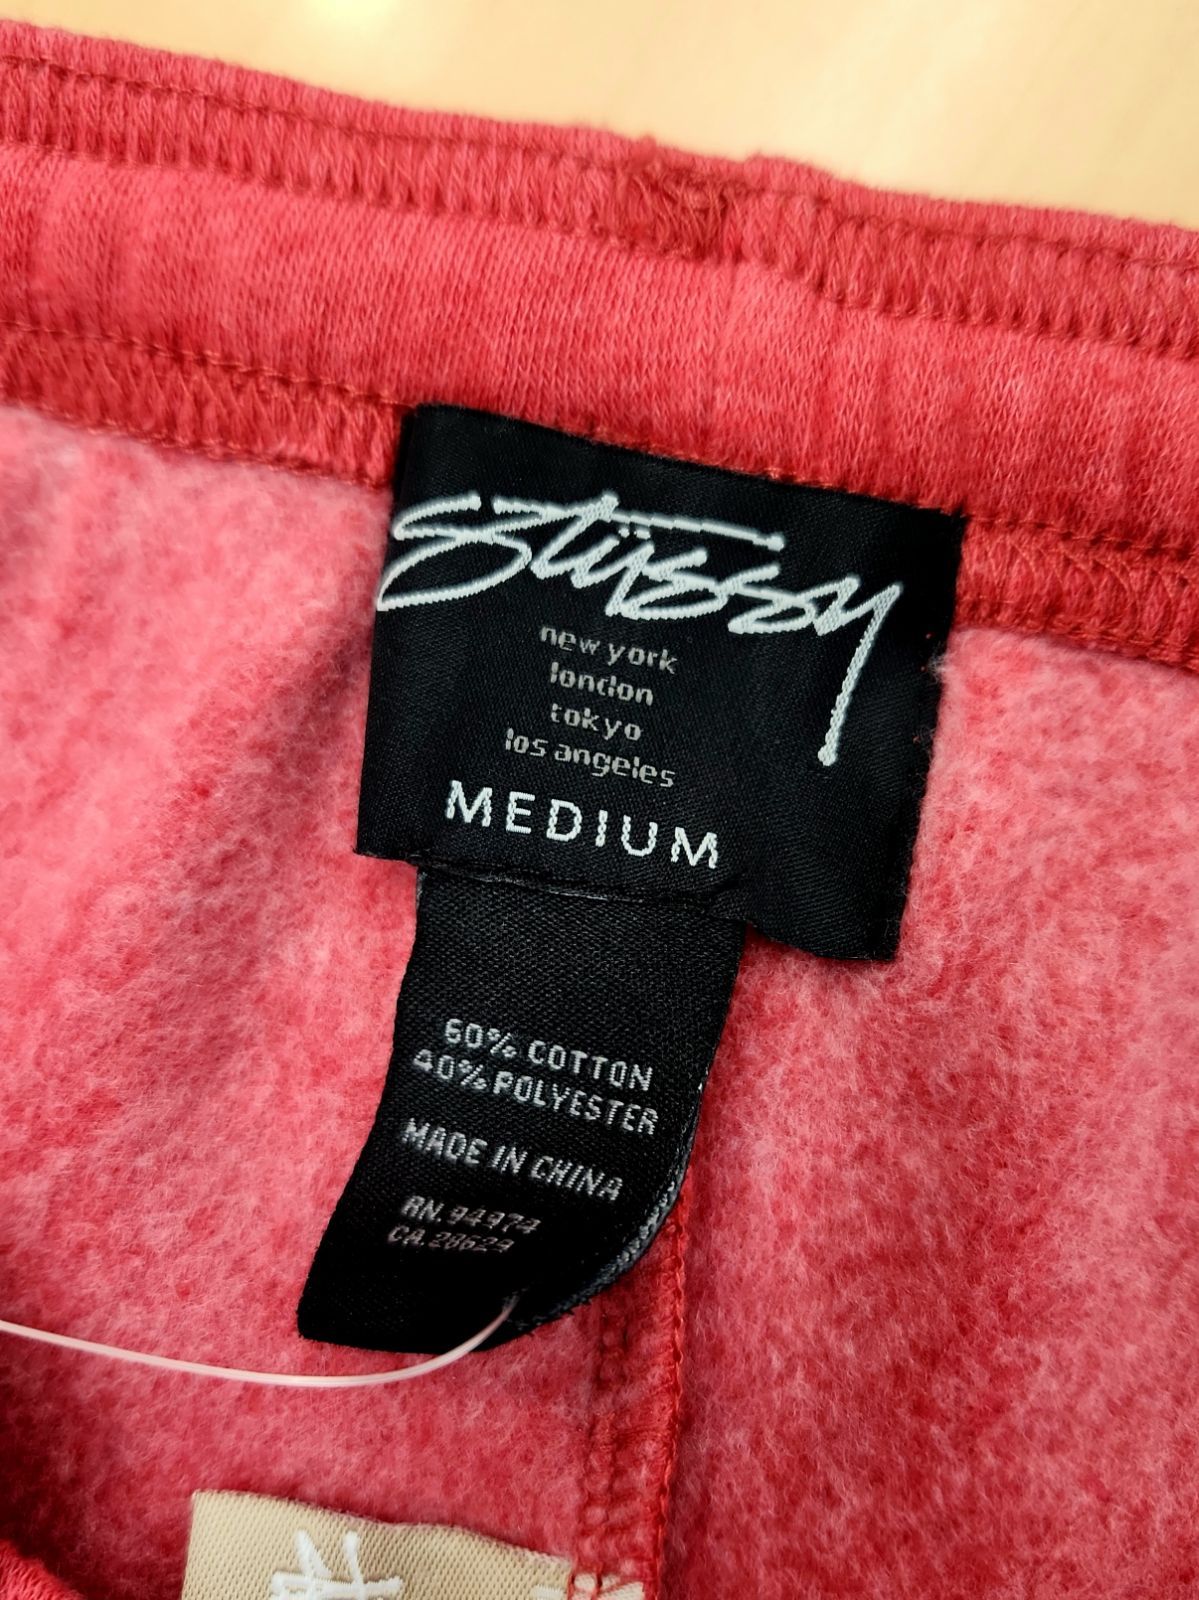 Stüssy
new york
london
tokyo
los angeles
MEDIUM
60% COTTON
40% POLYESTER
MADE IN CHINA
RN.94974
CA.28629